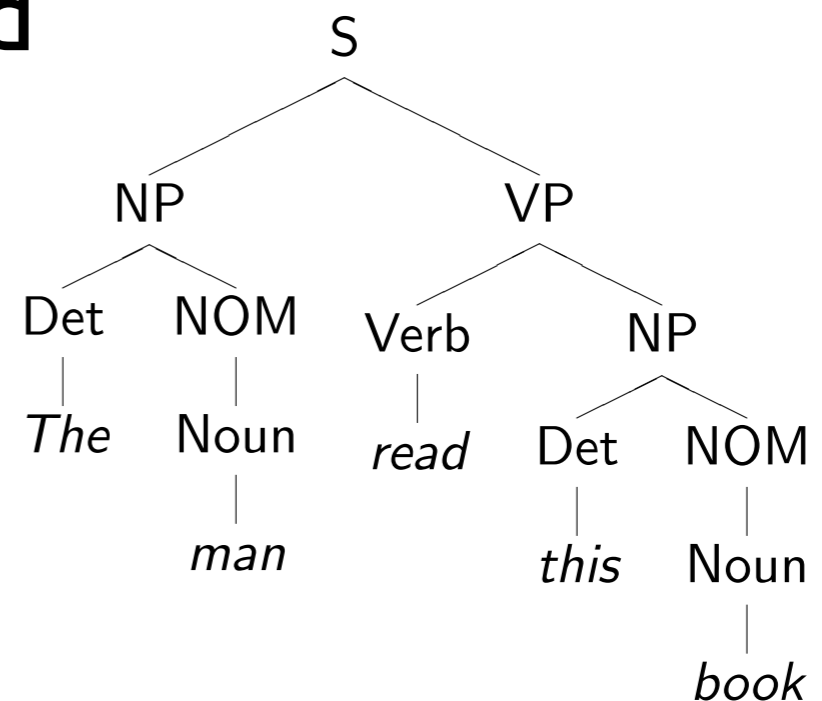 S
NP VP
Det NOM Verb NP
The Noun read Det NOM
man this Noun
book